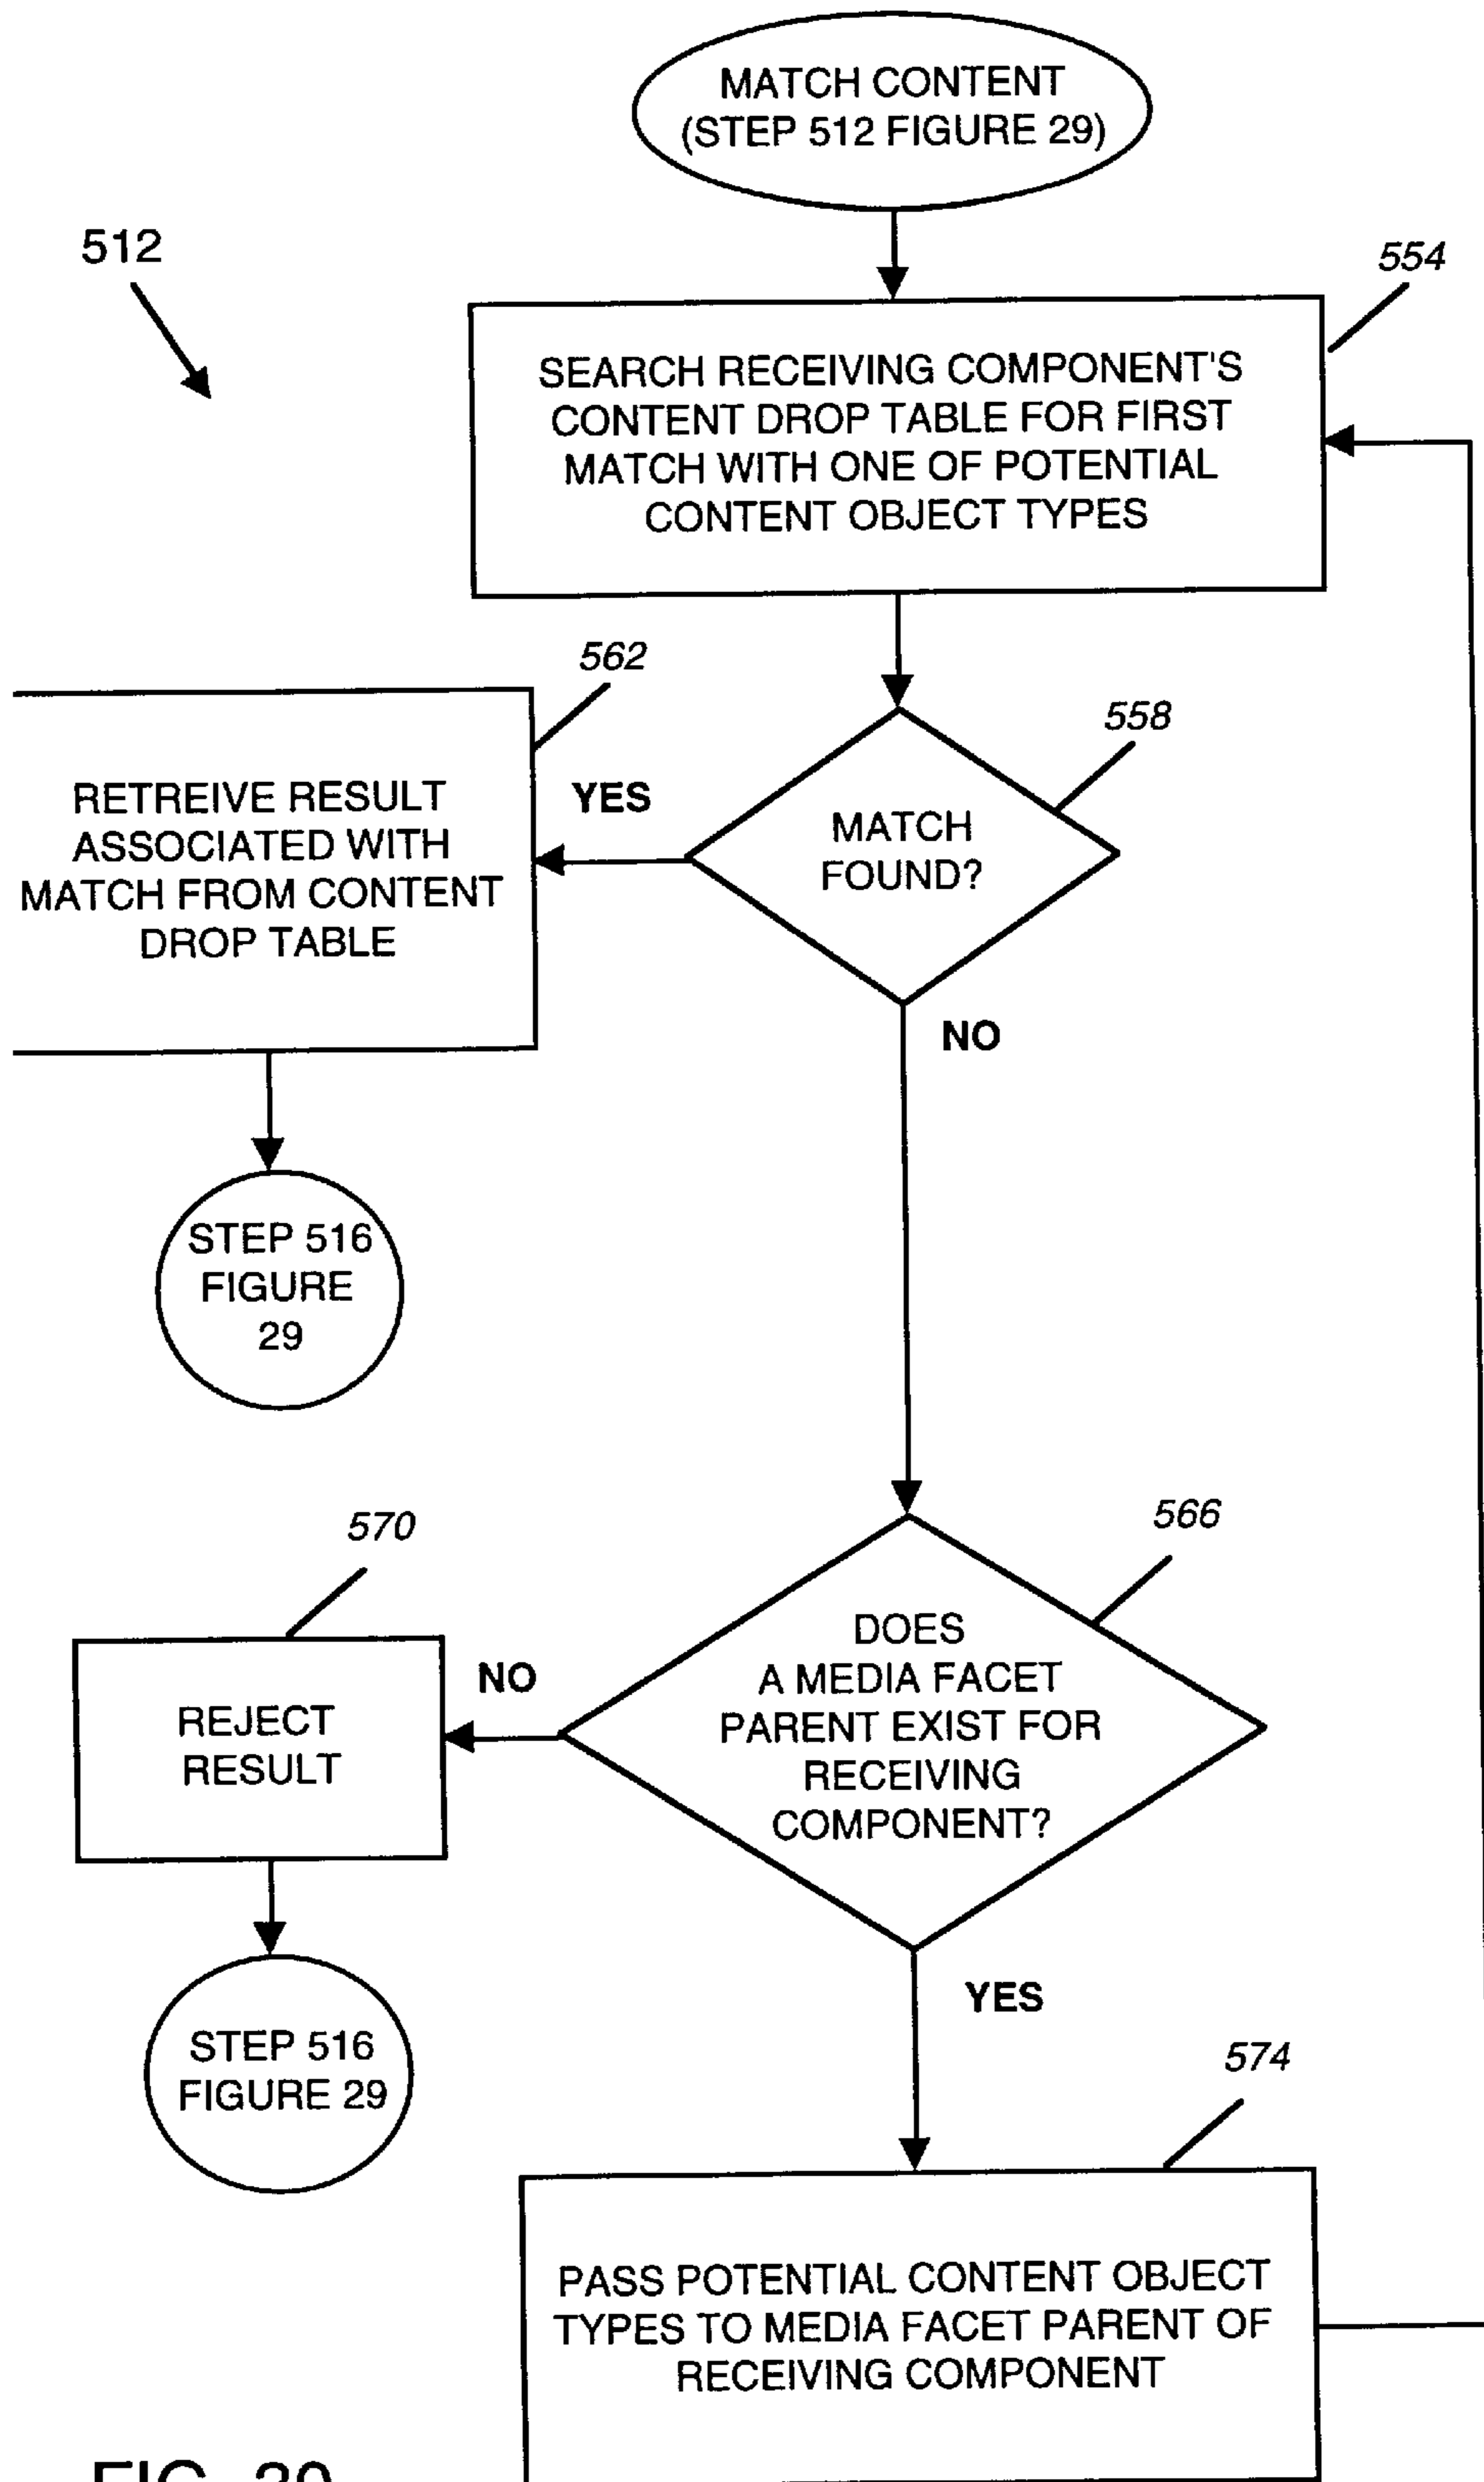 MATCH CONTENT
(STEP 512 FIGURE 29)
512
554
SEARCH RECEIVING COMPONENT'S
CONTENT DROP TABLE FOR FIRST
MATCH WITH ONE OF POTENTIAL
CONTENT OBJECT TYPES
562
558
RETREIVE RESULT
ASSOCIATED WITH
MATCH FROM CONTENT
DROP TABLE
YES
MATCH
FOUND?
NO
STEP 516
FIGURE
29
570
566
REJECT
RESULT
NO
DOES
A MEDIA FACET
PARENT EXIST FOR
RECEIVING
COMPONENT?
STEP 516
FIGURE 29
YES
574
PASS POTENTIAL CONTENT OBJECT
TYPES TO MEDIA FACET PARENT OF
RECEIVING COMPONENT
FIG.